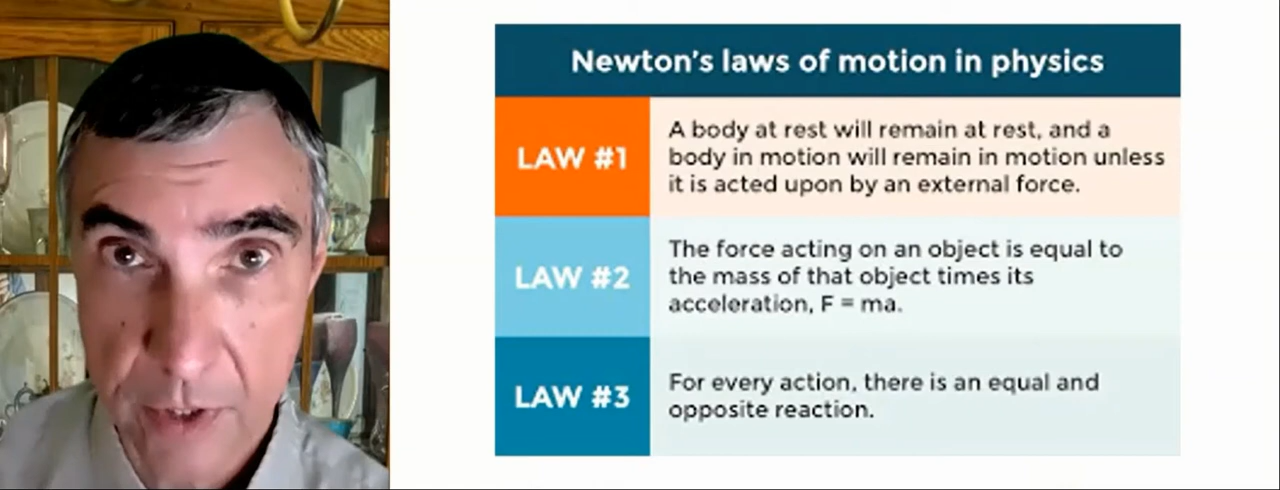 Newton's laws of motion in physics
LAW #1
A body at rest will remain at rest, and a
body in motion will remain in motion unless
it is acted upon by an external force.
LAW #2
The force acting on an object is equal to
the mass of that object times its
acceleration, F = ma.
LAW #3
For every action, there is an equal and
opposite reaction.